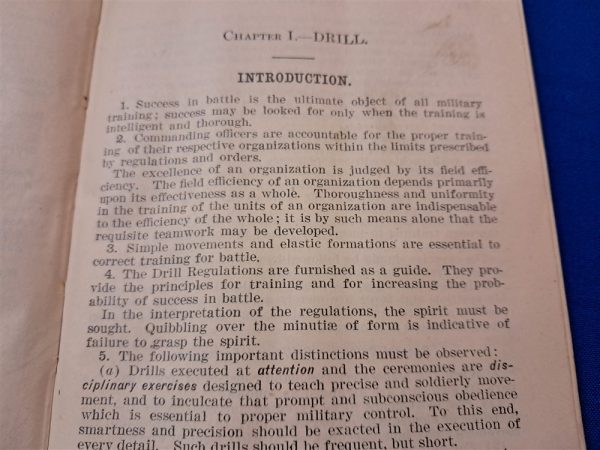 CHAPTER I.—DRILL.
INTRODUCTION.
1. Success in battle is the ultimate object of all military
training; success may be looked for only when the training is
intelligent and thorough.
2. Commanding officers are accountable for the proper train-
ing of their respective organizations within the limits prescribed
by regulations and orders.
The excellence of an organization is judged by its field effi-
ciency. The field efficiency of an organization depends primarily
upon its effectiveness as a whole. Thoroughness and uniformity
in the training of the units of an organization are indispensable
to the efficiency of the whole; it is by such means alone that the
requisite teamwork may be developed.
3. Simple movements and elastic formations are essential to
correct training for battle.
4. The Drill Regulations are furnished as a guide. They pro-
vide the principles for training and for increasing the prob-
ability of success in battle.
In the interpretation of the regulations, the spirit must be
sought. Quibbling over the minutiæ of form is indicative of
failure to grasp the spirit.
5. The following important distinctions must be observed:
(a) Drills executed at attention and the ceremonies are dis-
ciplinary exercises designed to teach precise and soldierly move-
ment, and to inculcate that prompt and subconscious obedience
which is essential to proper military control. To this end,
smartness and precision should be exacted in the execution of
every detail. Such drills should be frequent, but short.